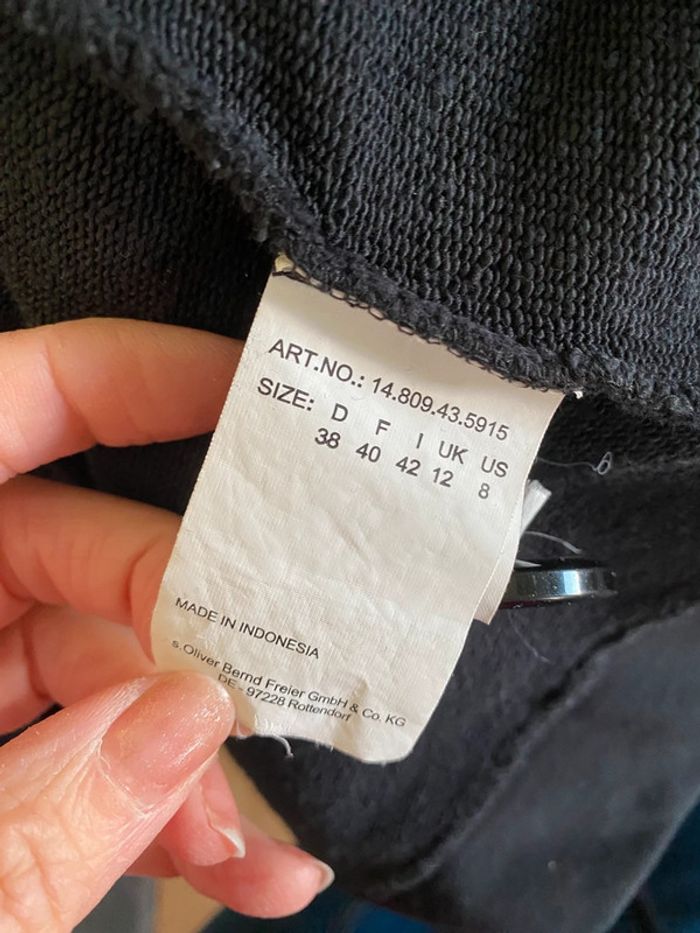 ART.NO.: 14.809.43.5915
SIZE: D F I UK US
38 40 42 12 8
MADE IN INDONESIA
s.Oliver Bernd Freier GmbH & Co. KG
DE - 97228 Rottendorf